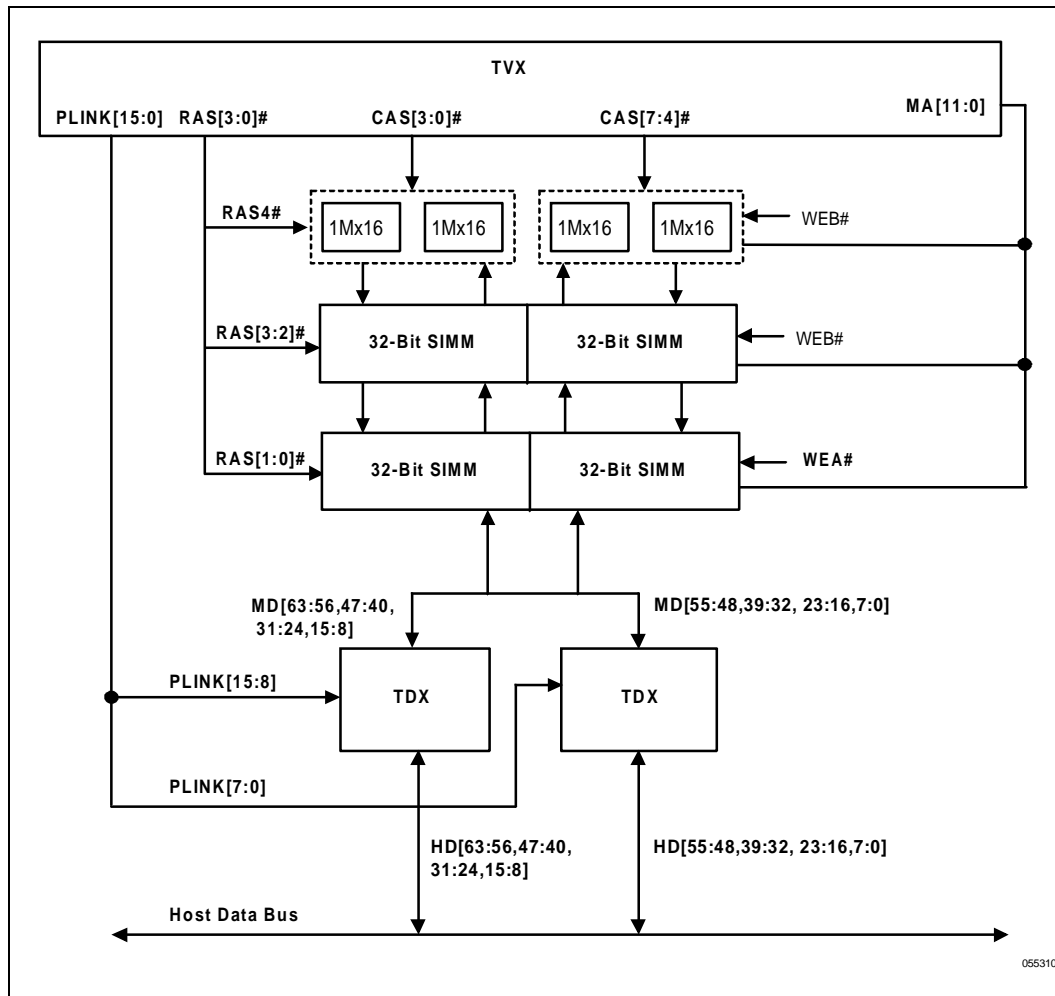 TVX
PLINK[15:0] RAS[3:0]# CAS[3:0]# CAS[7:4]# MA[11:0]
RAS4# 1Mx16 1Mx16 1Mx16 1Mx16 WEB#
RAS[3:2]# 32-Bit SIMM 32-Bit SIMM WEB#
RAS[1:0]# 32-Bit SIMM 32-Bit SIMM WEA#
MD[63:56,47:40,
31:24,15:8]
MD[55:48,39:32, 23:16,7:0]
PLINK[15:8] TDX TDX
PLINK[7:0]
HD[63:56,47:40,
31:24,15:8]
HD[55:48,39:32, 23:16,7:0]
Host Data Bus
055310